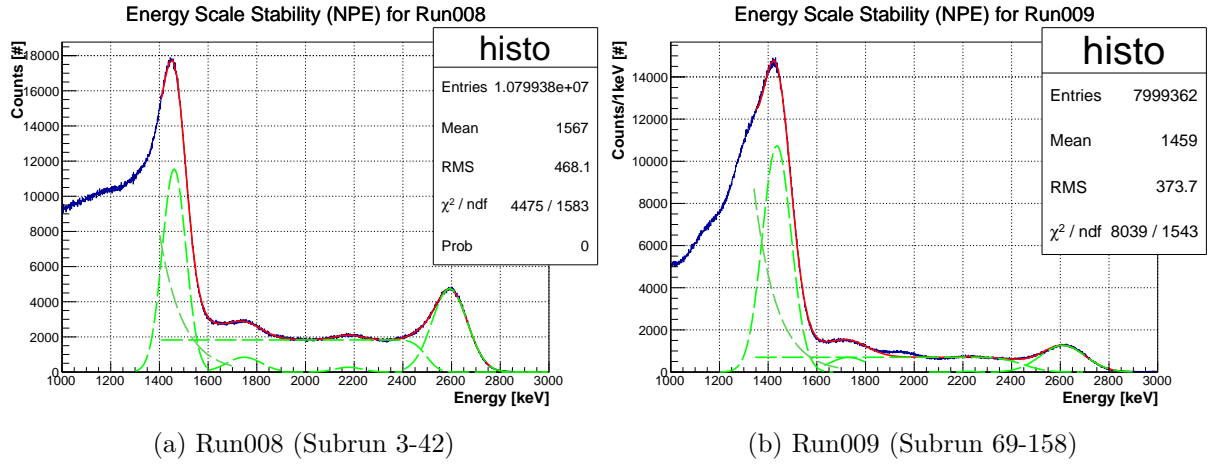 Energy Scale Stability (NPE) for Run008
histo
Entries 1.079938e+07
Mean 1567
RMS 468.1
χ² / ndf 4475 / 1583
Prob 0
Counts [#]
18000
16000
14000
12000
10000
8000
6000
4000
2000
0
1000 1200 1400 1600 1800 2000 2200 2400 2600 2800 3000
Energy [keV]
(a) Run008 (Subrun 3-42)
Energy Scale Stability (NPE) for Run009
histo
Entries 7999362
Mean 1459
RMS 373.7
χ² / ndf 8039 / 1543
Counts/1keV [#]
14000
12000
10000
8000
6000
4000
2000
0
1000 1200 1400 1600 1800 2000 2200 2400 2600 2800 3000
Energy [keV]
(b) Run009 (Subrun 69-158)